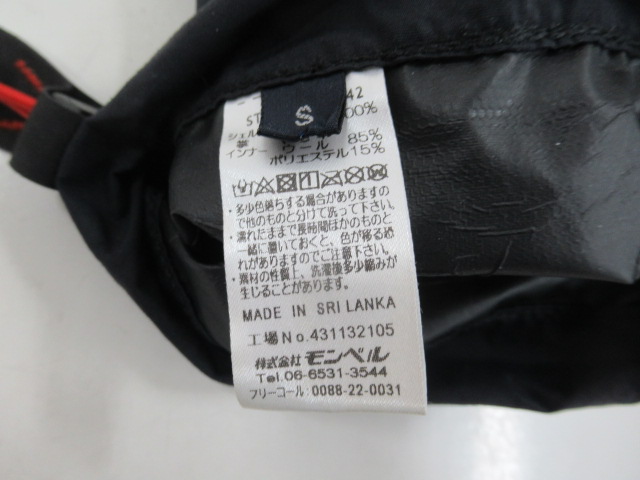 S
42
ST
00%
シェル
インナー ウール 85%
ポリエステル 15%
・多少色落ちする場合がありますの
で他のものと分けて洗って下さい。
・濡れたままで長時間ほかのものと
一緒に置いておくと、色が移る恐
れがありますのでご注意下さい。
・素材の性質上、洗濯後多少縮みが
生じることがあります。
MADE IN SRI LANKA
工場No.431132105
株式会社 モンベル
Tel.06-6531-3544
フリーコール:0088-22-0031